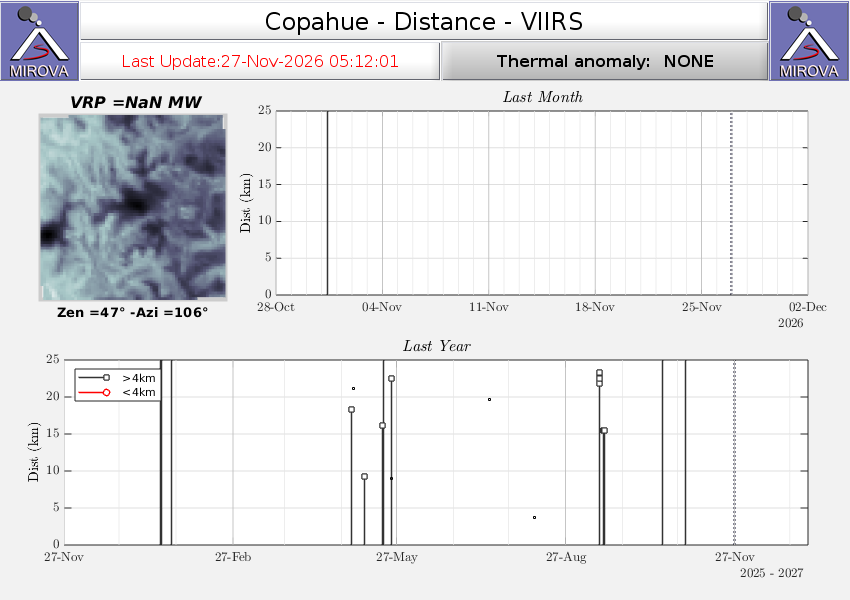 Copahue - Distance - VIIRS
MIROVA
Last Update:27-Nov-2026 05:12:01
Thermal anomaly: NONE
MIROVA
VRP =NaN MW
Zen =47° -Azi =106°
Last Month
Dist (km)
25
20
15
10
5
0
28-Oct
04-Nov
11-Nov
18-Nov
25-Nov
02-Dec
2026
Last Year
Dist (km)
25
20
15
10
5
0
>4km
<4km
27-Nov
27-Feb
27-May
27-Aug
27-Nov
2025 - 2027